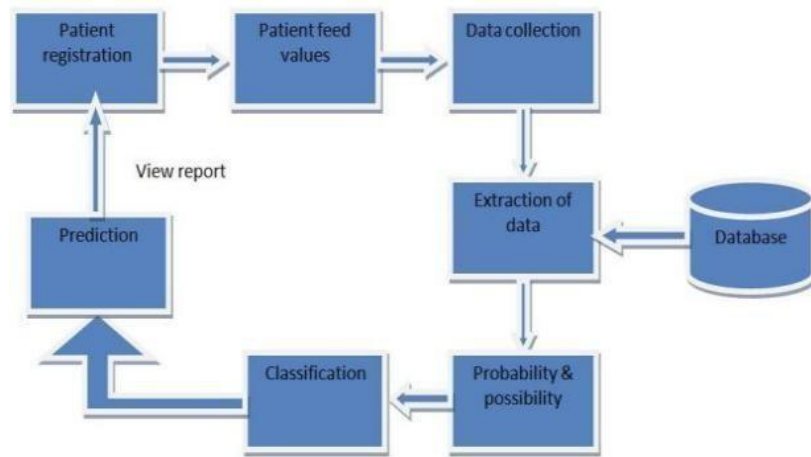 Patient
registration
Patient feed
values
Data collection
View report
Extraction of
data
Database
Prediction
Classification
Probability &
possibility